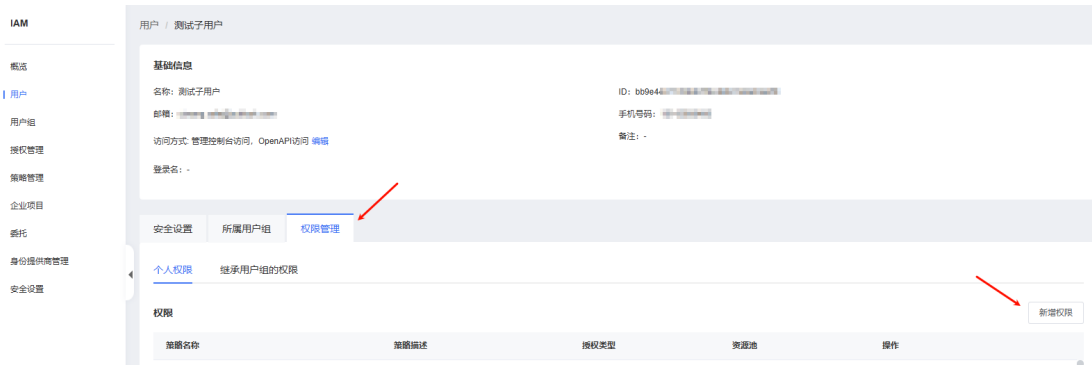 IAM
用户 / 测试子用户
概览
用户
用户组
授权管理
策略管理
企业项目
委托
身份提供商管理
安全设置
基础信息
名称: 测试子用户
ID: bb9e4
邮箱:
手机号码:
访问方式: 管理控制台访问，OpenAPI访问 编辑
备注: -
登录名: -
安全设置 所属用户组 权限管理
个人权限 继承用户组的权限
权限
新增权限
策略名称 策略描述 授权类型 资源池 操作